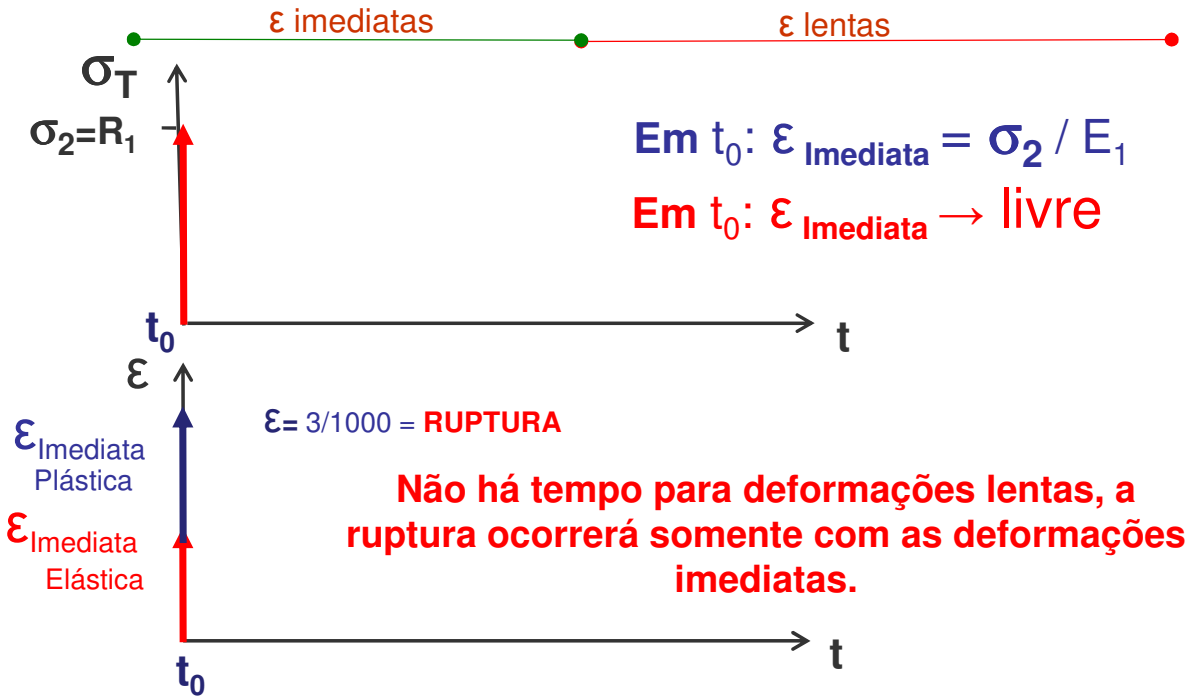 ε imediatas
ε lentas
σT
σ2=R1
Em t0: ε Imediata = σ2 / E1
Em t0: ε Imediata → livre
t0
t
ε
ε= 3/1000 = RUPTURA
εImediata
Plástica
Não há tempo para deformações lentas, a
ruptura ocorrerá somente com as deformações
imediatas.
εImediata
Elástica
t0
t